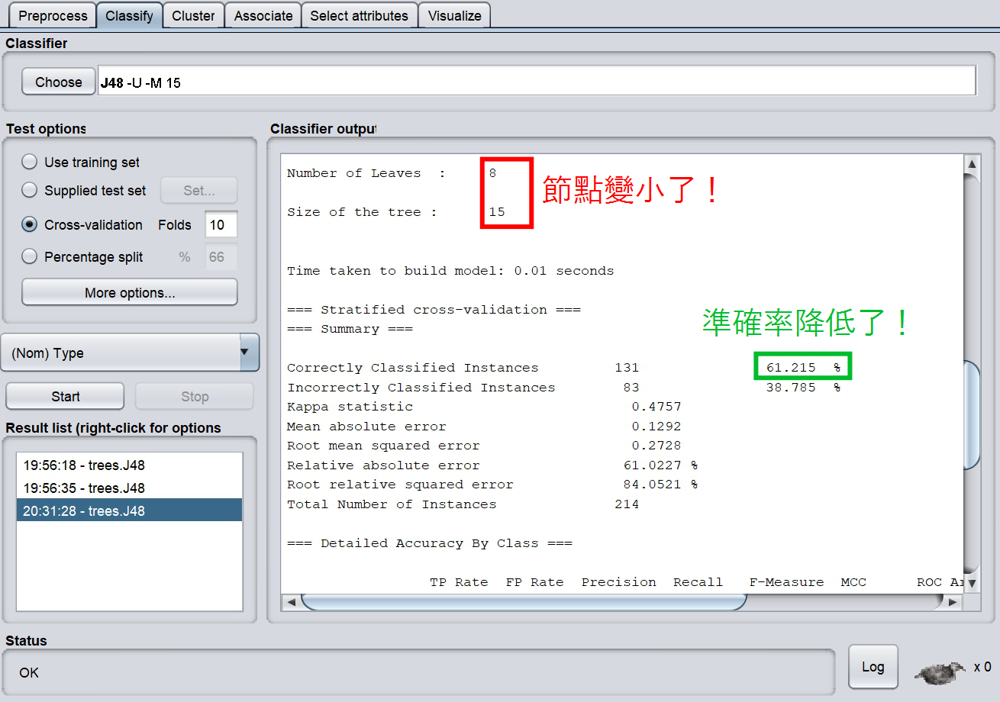 Preprocess Classify Cluster Associate Select attributes Visualize
Classifier
Choose J48 -U -M 15
Test options
Use training set
Supplied test set Set...
Cross-validation Folds 10
Percentage split % 66
More options...
(Nom) Type
Start Stop
Result list (right-click for options
19:56:18 - trees.J48
19:56:35 - trees.J48
20:31:28 - trees.J48
Classifier output
Number of Leaves : 8
節點變小了！
Size of the tree : 15
Time taken to build model: 0.01 seconds
=== Stratified cross-validation ===
=== Summary ===
準確率降低了！
Correctly Classified Instances 131 61.215 %
Incorrectly Classified Instances 83 38.785 %
Kappa statistic 0.4757
Mean absolute error 0.1292
Root mean squared error 0.2728
Relative absolute error 61.0227 %
Root relative squared error 84.0521 %
Total Number of Instances 214
=== Detailed Accuracy By Class ===
TP Rate FP Rate Precision Recall F-Measure MCC ROC Ar
Status
OK
Log x 0